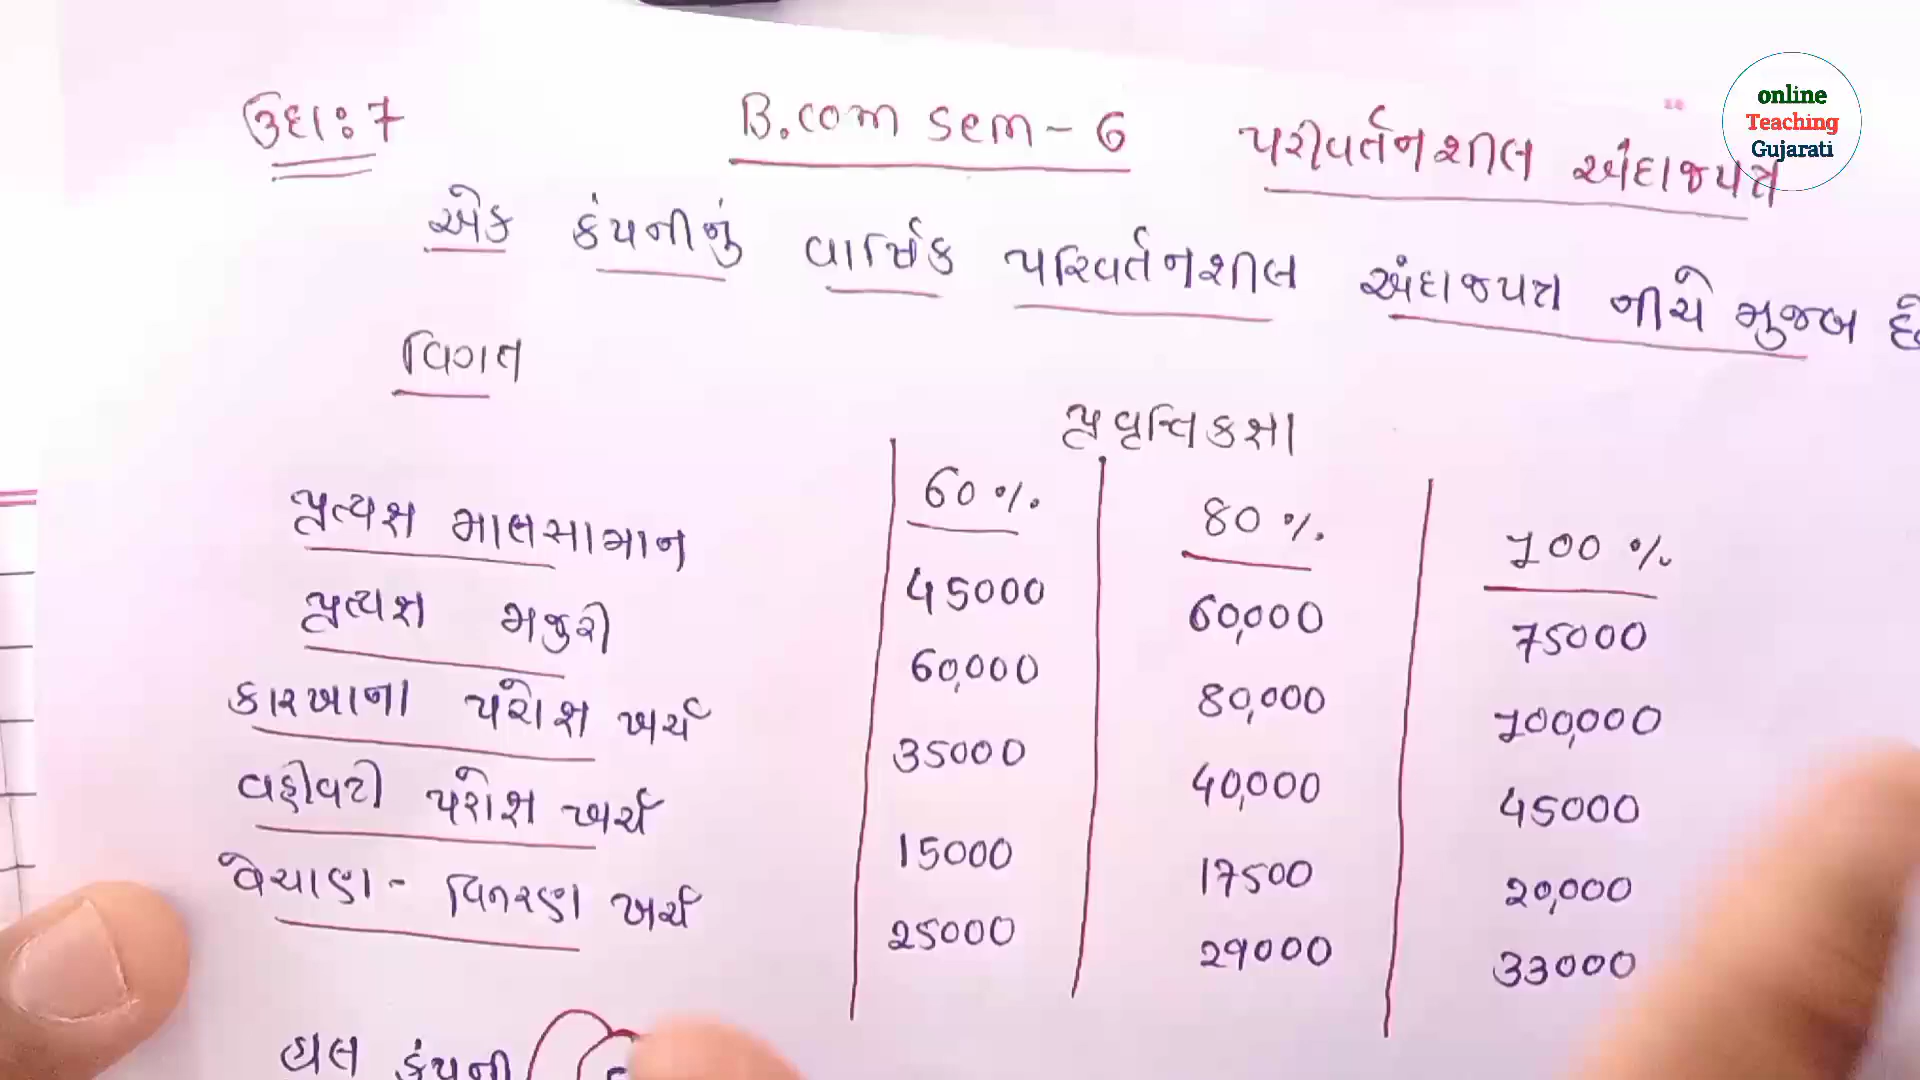 ઉદા:7 B.com sem - 6 પરીવર્તનશીલ અંદાજપત્ર
online
Teaching
Gujarati
એક કંપનીનું વાર્ષિક પરિવર્તનશીલ અંદાજપત્ર નીચે મુજબ છે
વિગત
પ્રવૃત્તિકક્ષા
60 % 80 % 100 %
પ્રત્યક્ષ માલસામાન 45000 60,000 75000
પ્રત્યક્ષ મજુરી 60,000 80,000 100,000
કારખાના પરોક્ષ ખર્ચ 35000 40,000 45000
વહીવટી પરોક્ષ ખર્ચ 15000 17500 20,000
વેચાણ - વિતરણ ખર્ચ 25000 29000 33000
હાલ કંપની